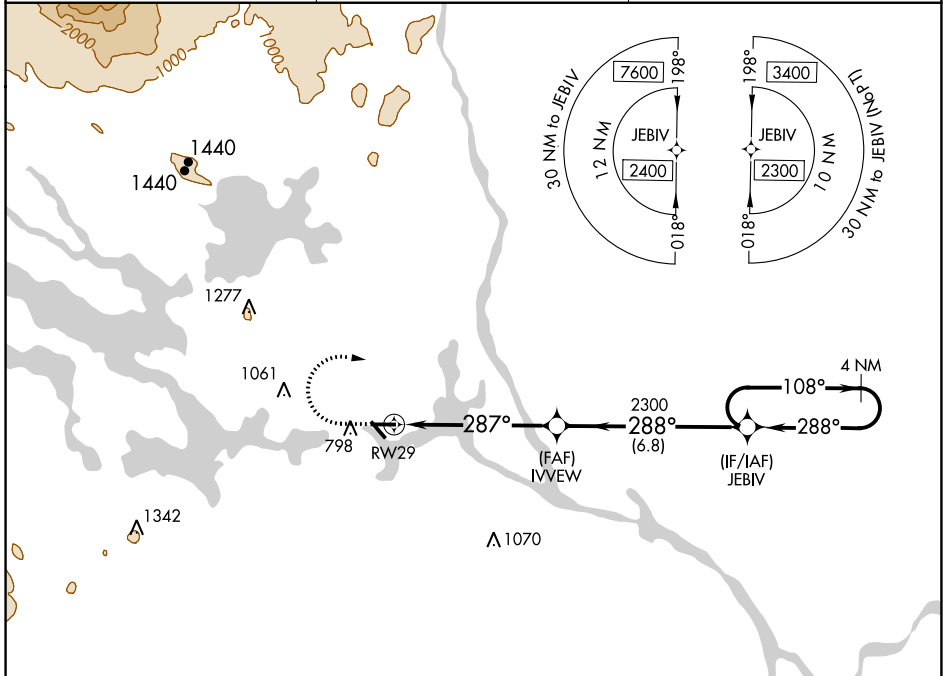 2000
1000
1000
1440
1440
1277
1061
798
RW29
1342
1070
287°
(FAF)
IVVEW
2300
288°
(6.8)
(IF/IAF)
JEBIV
108°
4 NM
288°
30 NM to JEBIV
7600
198°
12 NM
JEBIV
2400
018°
198°
3400
JEBIV
2300
10 NM
018°
30 NM to JEBIV (NoPT)